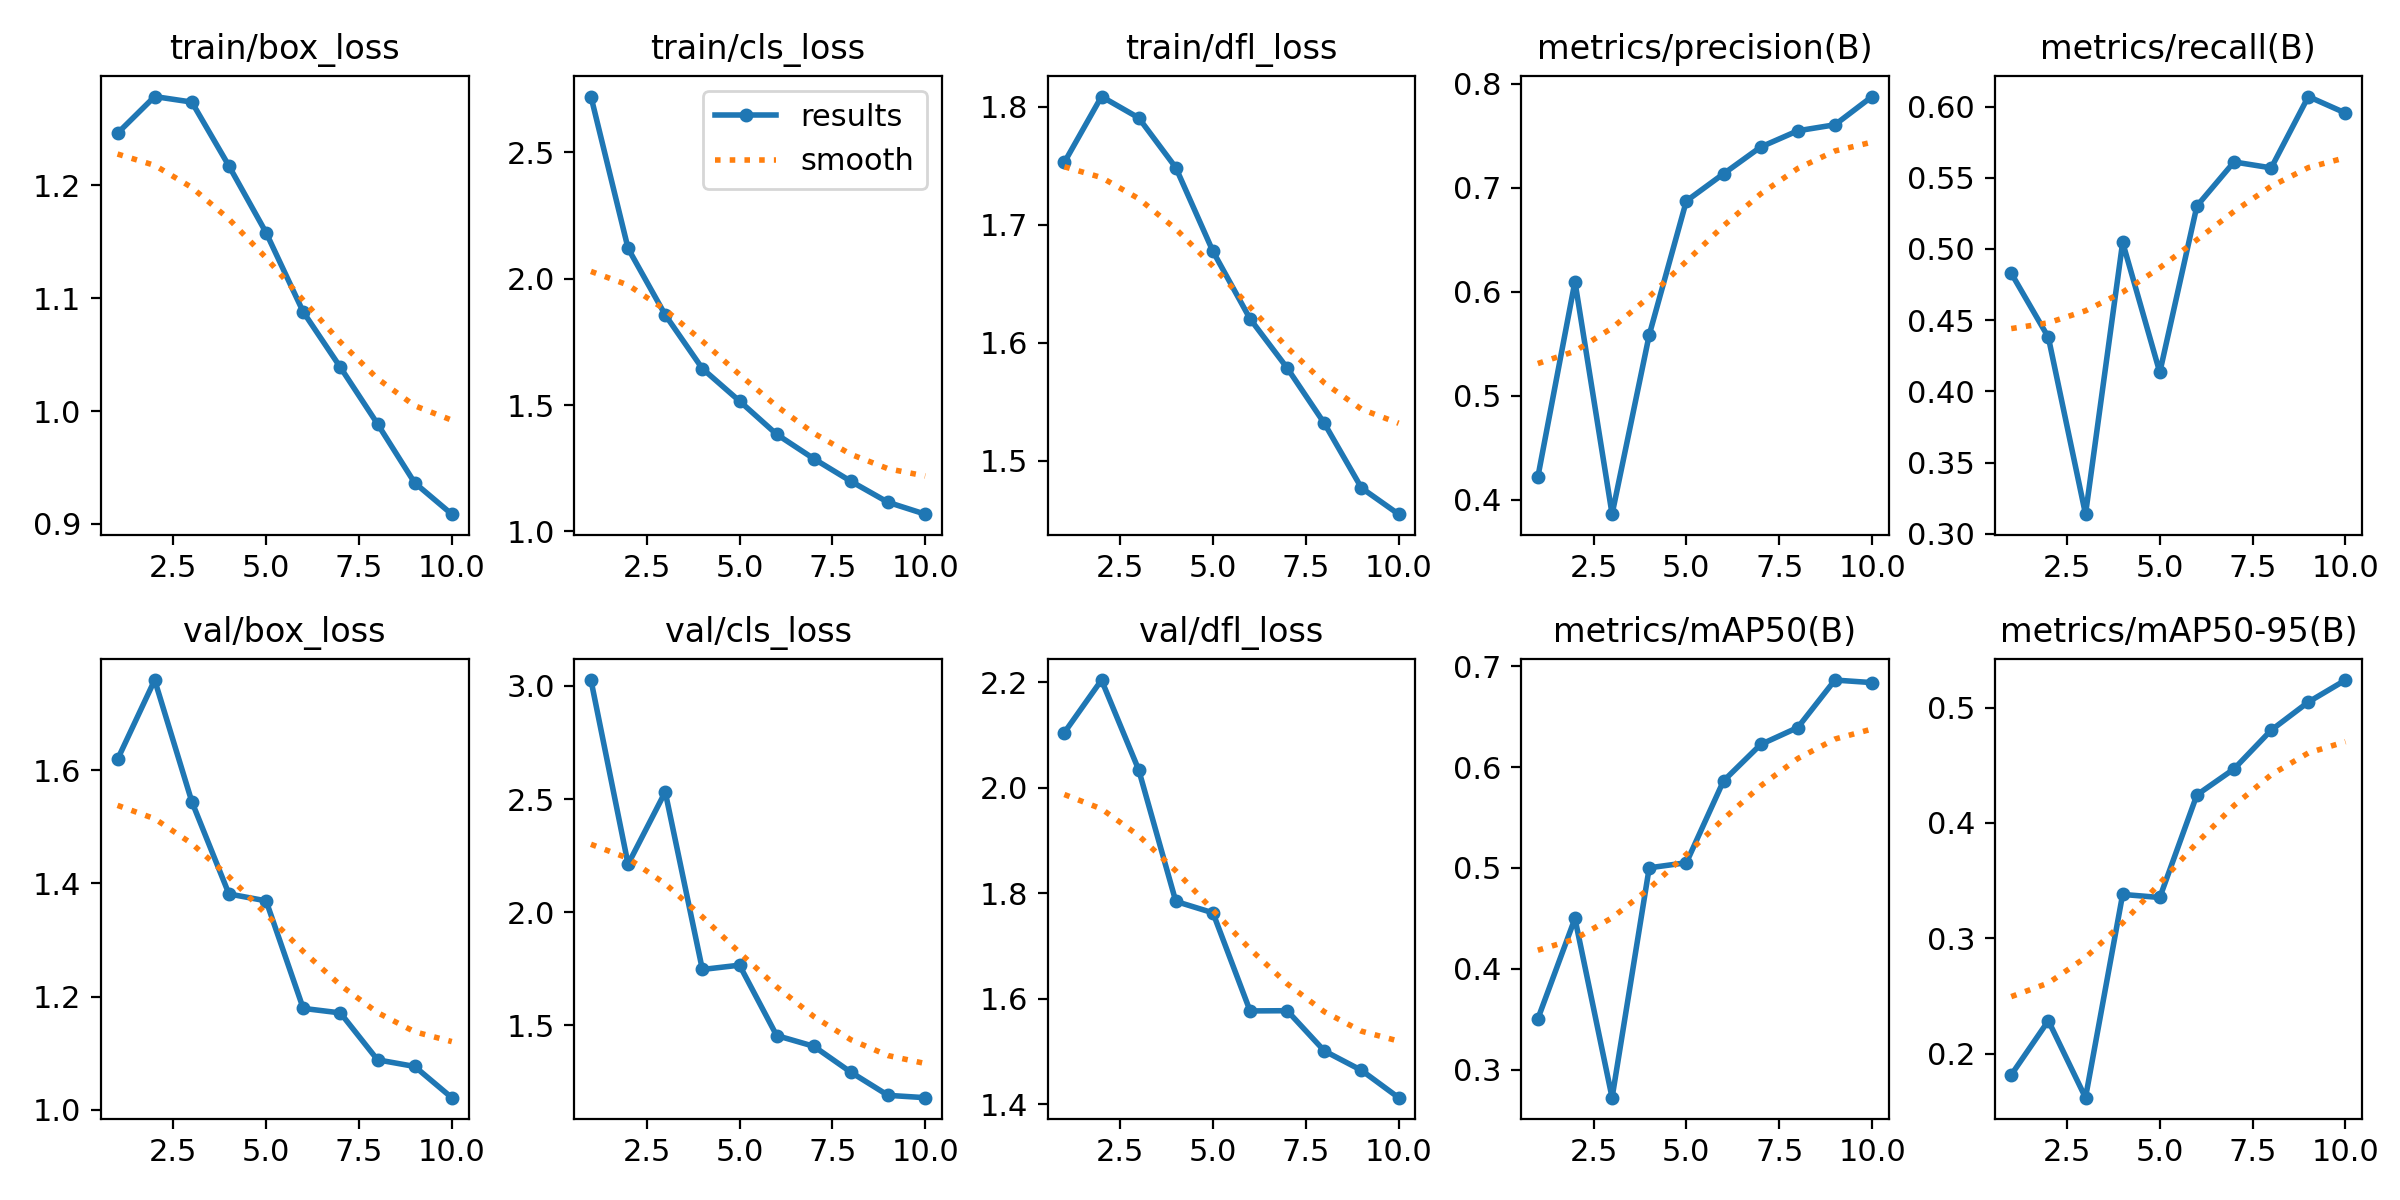 train/box_loss
1.2
1.1
1.0
0.9
2.5 5.0 7.5 10.0
train/cls_loss
results
smooth
2.5
2.0
1.5
1.0
2.5 5.0 7.5 10.0
train/dfl_loss
1.8
1.7
1.6
1.5
2.5 5.0 7.5 10.0
metrics/precision(B)
0.8
0.7
0.6
0.5
0.4
2.5 5.0 7.5 10.0
metrics/recall(B)
0.60
0.55
0.50
0.45
0.40
0.35
0.30
2.5 5.0 7.5 10.0
val/box_loss
1.6
1.4
1.2
1.0
2.5 5.0 7.5 10.0
val/cls_loss
3.0
2.5
2.0
1.5
2.5 5.0 7.5 10.0
val/dfl_loss
2.2
2.0
1.8
1.6
1.4
2.5 5.0 7.5 10.0
metrics/mAP50(B)
0.7
0.6
0.5
0.4
0.3
2.5 5.0 7.5 10.0
metrics/mAP50-95(B)
0.5
0.4
0.3
0.2
2.5 5.0 7.5 10.0